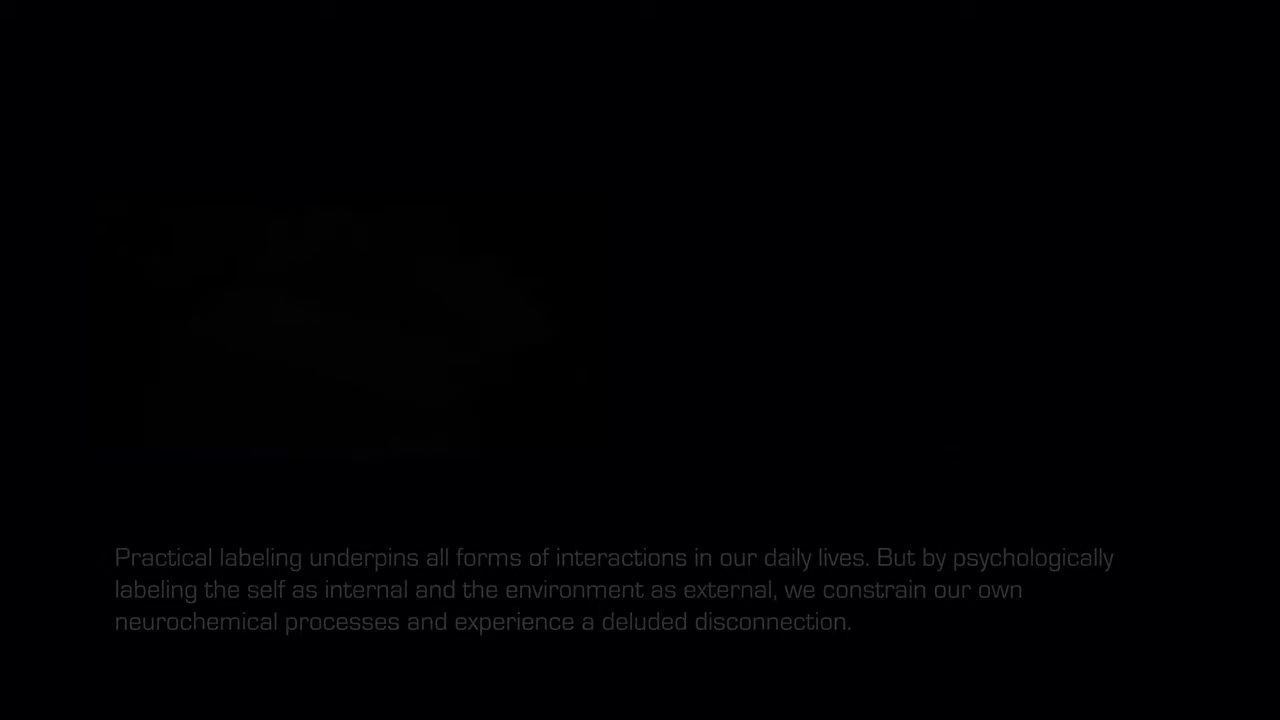 Practical labeling underpins all forms of interactions in our daily lives. But by psychologically
labeling the self as internal and the environment as external, we constrain our own
neurochemical processes and experience a deluded disconnection.